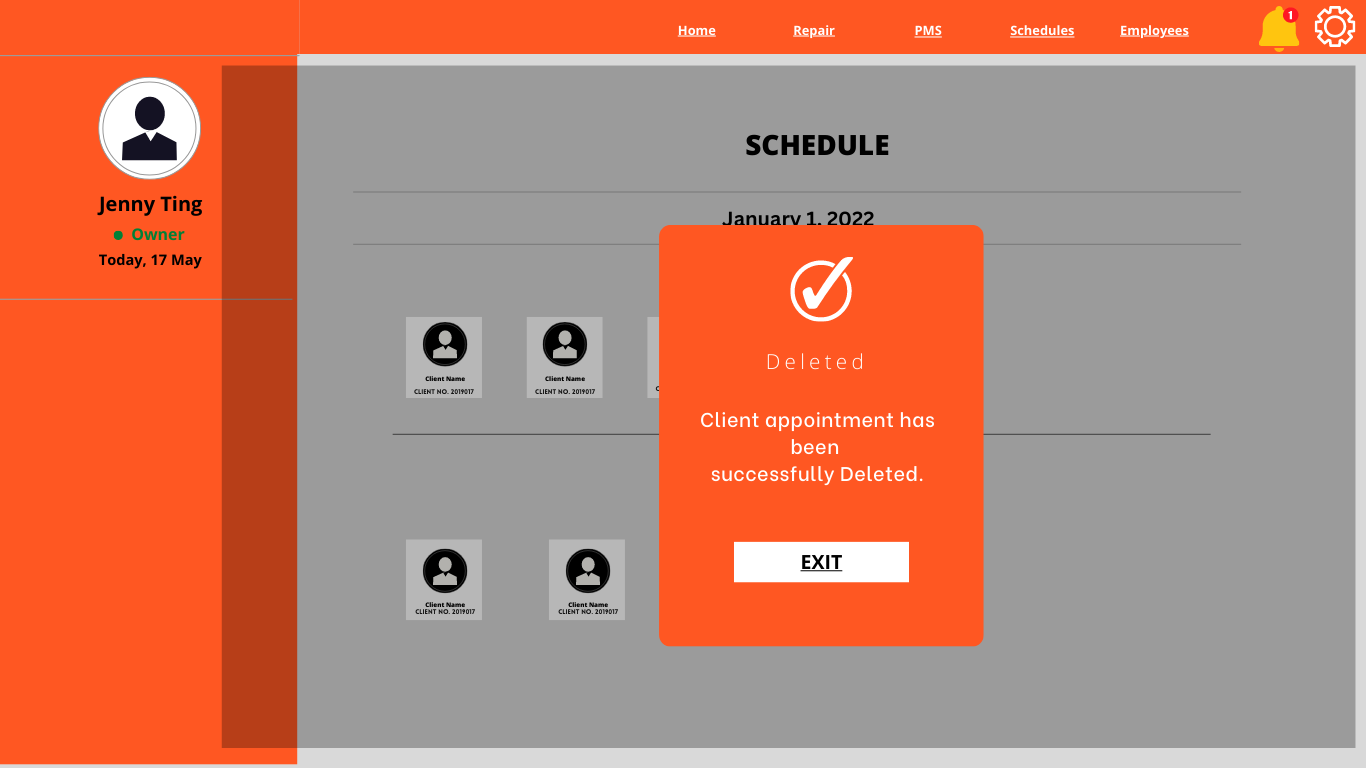 Home Repair PMS Schedules Employees 1
Jenny Ting
Owner
Today, 17 May
SCHEDULE
January 1, 2022
Client Name Client Name
CLIENT NO. 2019017 CLIENT NO. 2019017
Deleted
Client appointment has
been
successfully Deleted.
EXIT
Client Name Client Name
CLIENT NO. 2019017 CLIENT NO. 2019017